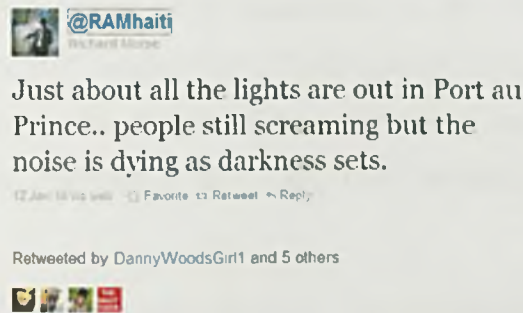 @RAMhaiti
Richard Morse
Just about all the lights are out in Port au
Prince.. people still screaming but the
noise is dying as darkness sets.
Favorite Retweet Reply
Retweeted by DannyWoodsGirl1 and 5 others